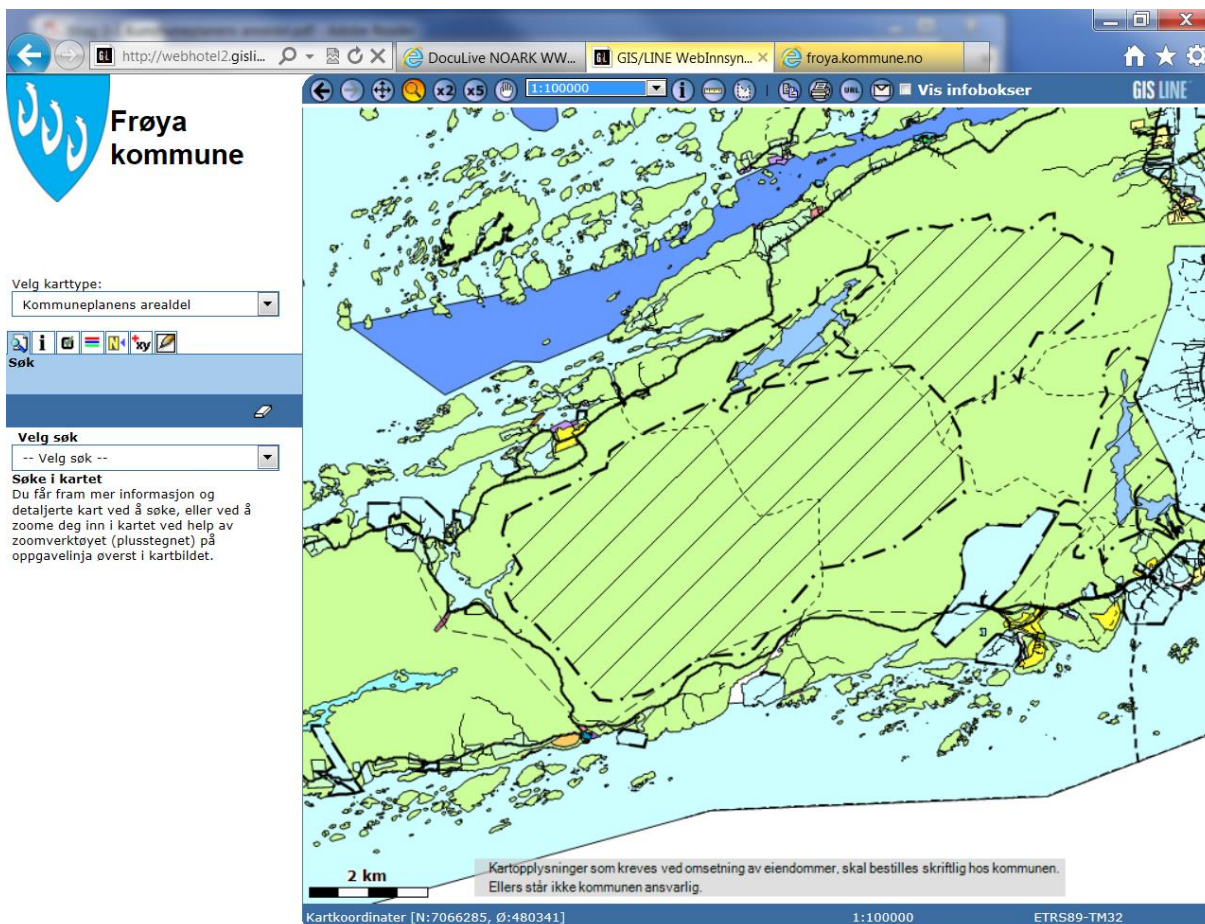 http://webhotel2.gisli...
DocuLive NOARK WW...
GIS/LINE WebInnsyn...
froya.kommune.no
Frøya
kommune
x2
x5
1:100000
URL
Vis infobokser
GIS LINE
Velg karttype:
Kommuneplanens arealdel
xy
Søk
Velg søk
-- Velg søk --
Søke i kartet
Du får fram mer informasjon og
detaljerte kart ved å søke, eller ved å
zoome deg inn i kartet ved help av
zoomverktøyet (plusstegnet) på
oppgavelinja øverst i kartbildet.
2 km
Kartopplysninger som kreves ved omsetning av eiendommer, skal bestilles skriftlig hos kommunen.
Ellers står ikke kommunen ansvarlig.
Kartkoordinater [N:7066285, Ø:480341]
1:100000
ETRS89-TM32